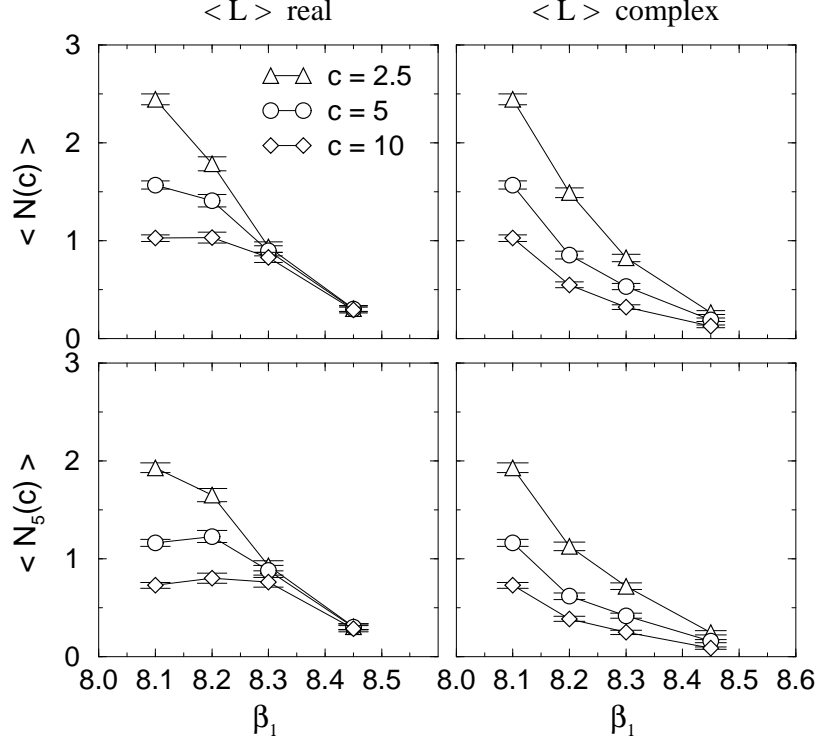 < L > real
< L > complex
3
2
1
0
< N(c) >
c = 2.5
c = 5
c = 10
3
2
1
0
< N₅(c) >
8.0 8.1 8.2 8.3 8.4 8.5
8.0 8.1 8.2 8.3 8.4 8.5 8.6
β₁
β₁